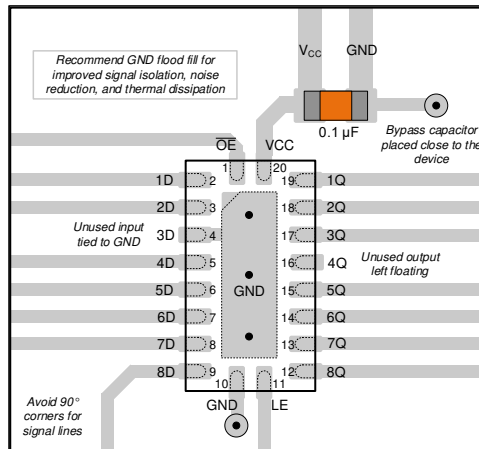 Recommend GND flood fill for
improved signal isolation, noise
reduction, and thermal dissipation
VCC GND
0.1 µF
Bypass capacitor
placed close to the
device
OE VCC
1 20
1D 2 19 1Q
2D 3 18 2Q
Unused input
tied to GND
3D 4 17 3Q
4D 5 16 4Q
Unused output
left floating
5D 6 15 5Q
GND
6D 7 14 6Q
7D 8 13 7Q
8D 9 12 8Q
10 11
GND LE
Avoid 90°
corners for
signal lines